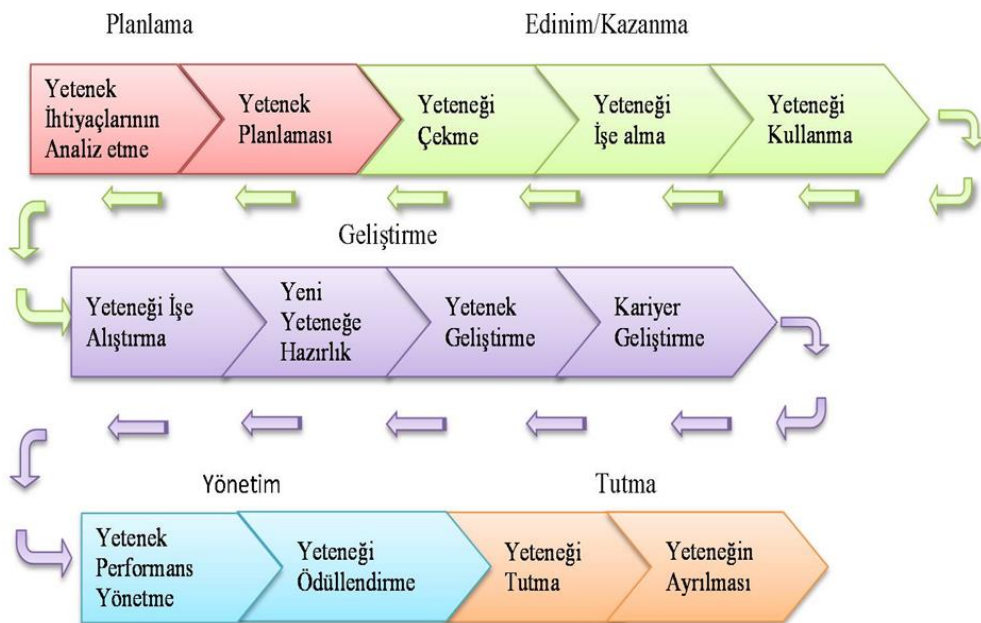 Planlama
Edinim/Kazanma
Yetenek
İhtiyaçlarının
Analiz etme
Yetenek
Planlaması
Yeteneği
Çekme
Yeteneği
İşe alma
Yeteneği
Kullanma
Geliştirme
Yeteneği İşe
Alıştırma
Yeni
Yeteneğe
Hazırlık
Yetenek
Geliştirme
Kariyer
Geliştirme
Yönetim
Tutma
Yetenek
Performans
Yönetme
Yeteneği
Ödüllendirme
Yeteneği
Tutma
Yeteneğin
Ayrılması